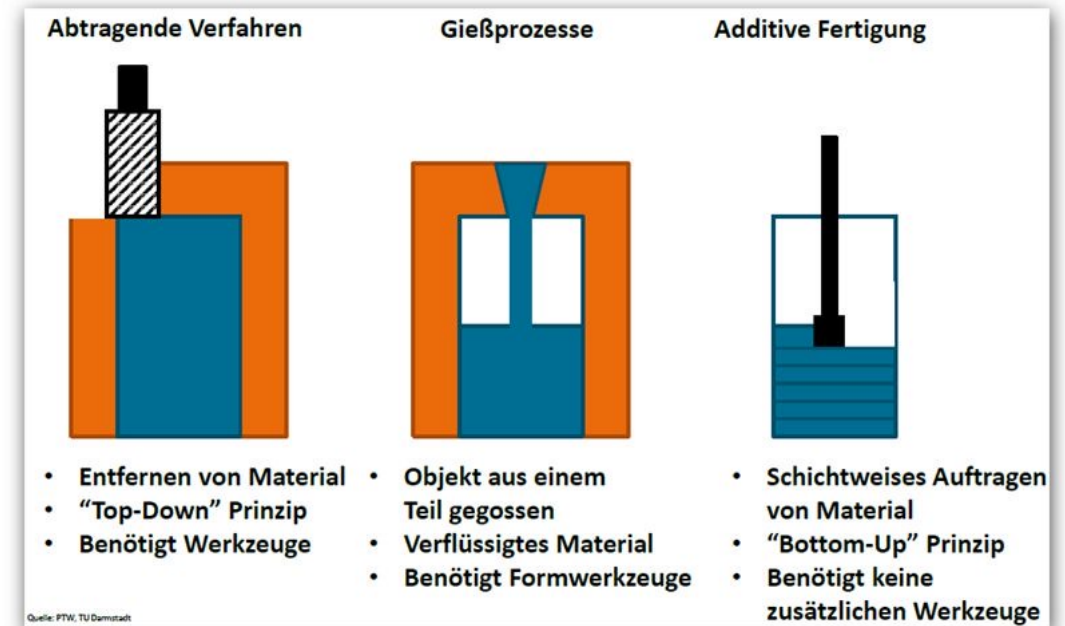 Abtragende Verfahren
• Entfernen von Material
• “Top-Down” Prinzip
• Benötigt Werkzeuge
Gießprozesse
• Objekt aus einem
Teil gegossen
• Verflüssigtes Material
• Benötigt Formwerkzeuge
Additive Fertigung
• Schichtweises Auftragen
von Material
• “Bottom-Up” Prinzip
• Benötigt keine
zusätzlichen Werkzeuge
Quelle: PTW, TU Darmstadt